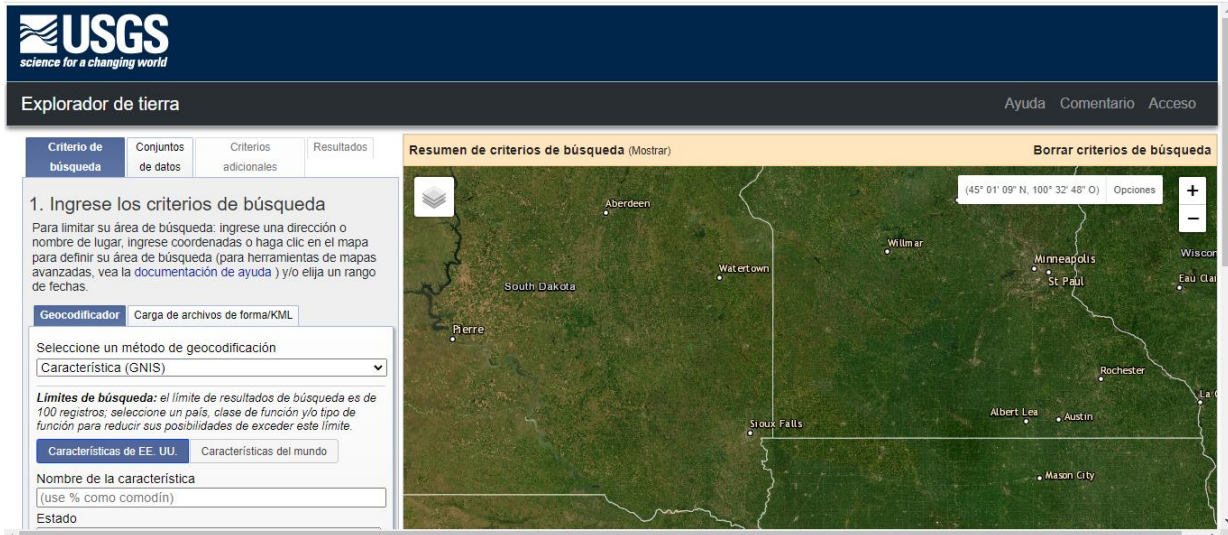 USGS
science for a changing world
Explorador de tierra
Ayuda Comentario Acceso
Criterio de búsqueda
Conjuntos de datos
Criterios adicionales
Resultados
1. Ingrese los criterios de búsqueda
Para limitar su área de búsqueda: ingrese una dirección o
nombre de lugar, ingrese coordenadas o haga clic en el mapa
para definir su área de búsqueda (para herramientas de mapas
avanzadas, vea la documentación de ayuda ) y/o elija un rango
de fechas.
Geocodificador
Carga de archivos de forma/KML
Seleccione un método de geocodificación
Característica (GNIS)
Límites de búsqueda: el límite de resultados de búsqueda es de
100 registros; seleccione un país, clase de función y/o tipo de
función para reducir sus posibilidades de exceder este límite.
Características de EE. UU.
Características del mundo
Nombre de la característica
(use % como comodín)
Estado
Resumen de criterios de búsqueda (Mostrar)
Borrar criterios de búsqueda
(45° 01' 09" N, 100° 32' 48" O)
Opciones
+
−
Aberdeen
Willmar
Minneapolis
St Paul
Wiscon
Eau Clai
Watertown
South Dakota
Pierre
Rochester
La C
Albert Lea
Austin
Sioux Falls
Mason City